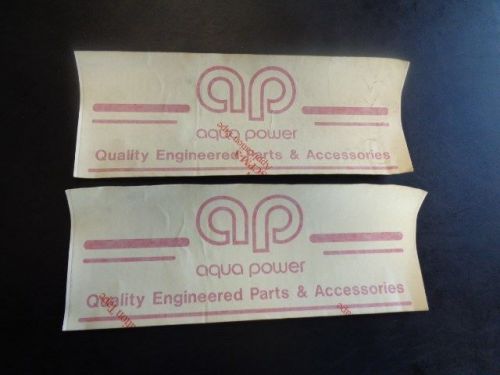 ap
aqua power
Quality Engineered Parts & Accessories
ap
aqua power
Quality Engineered Parts & Accessories